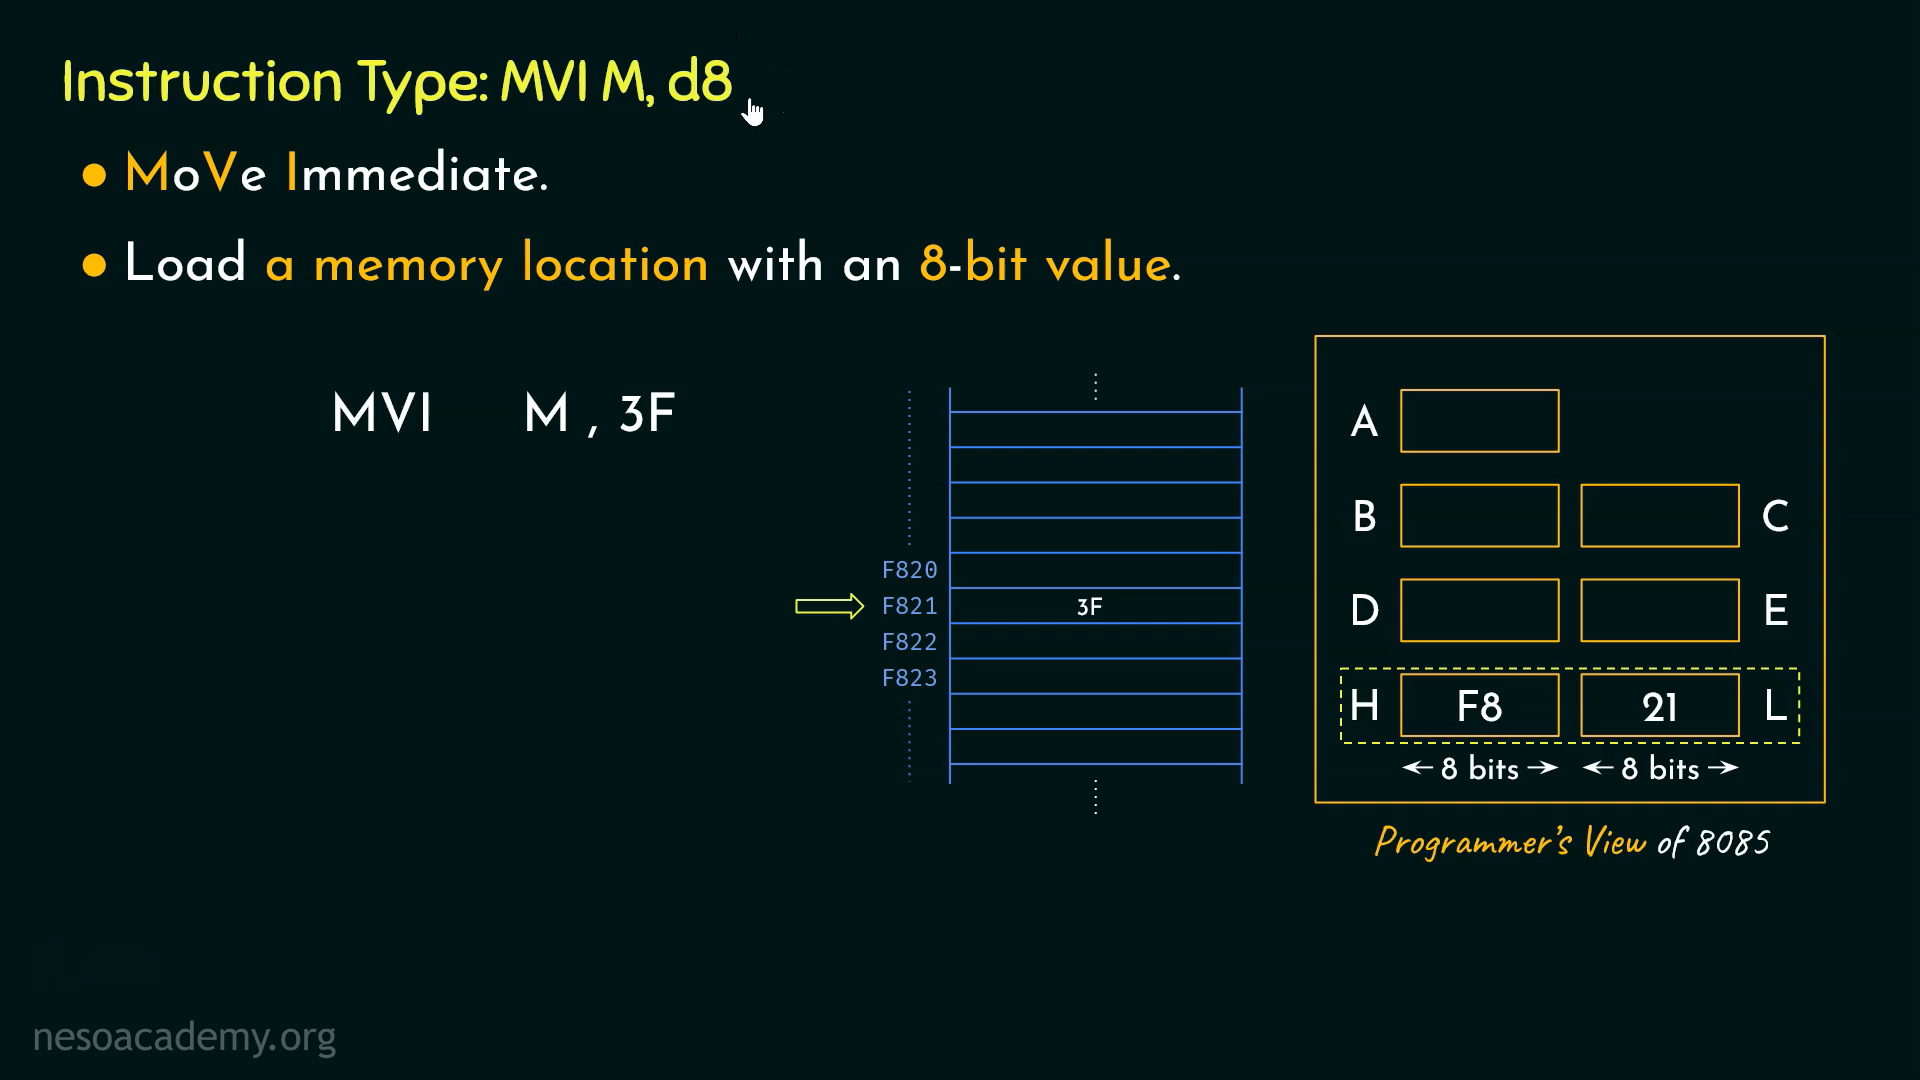 Instruction Type: MVI M, d8
● MoVe Immediate.
● Load a memory location with an 8-bit value.
MVI M , 3F
F820
F821 3F
F822
F823
A
B C
D E
H F8 21 L
8 bits 8 bits
Programmer's View of 8085
nesoacademy.org